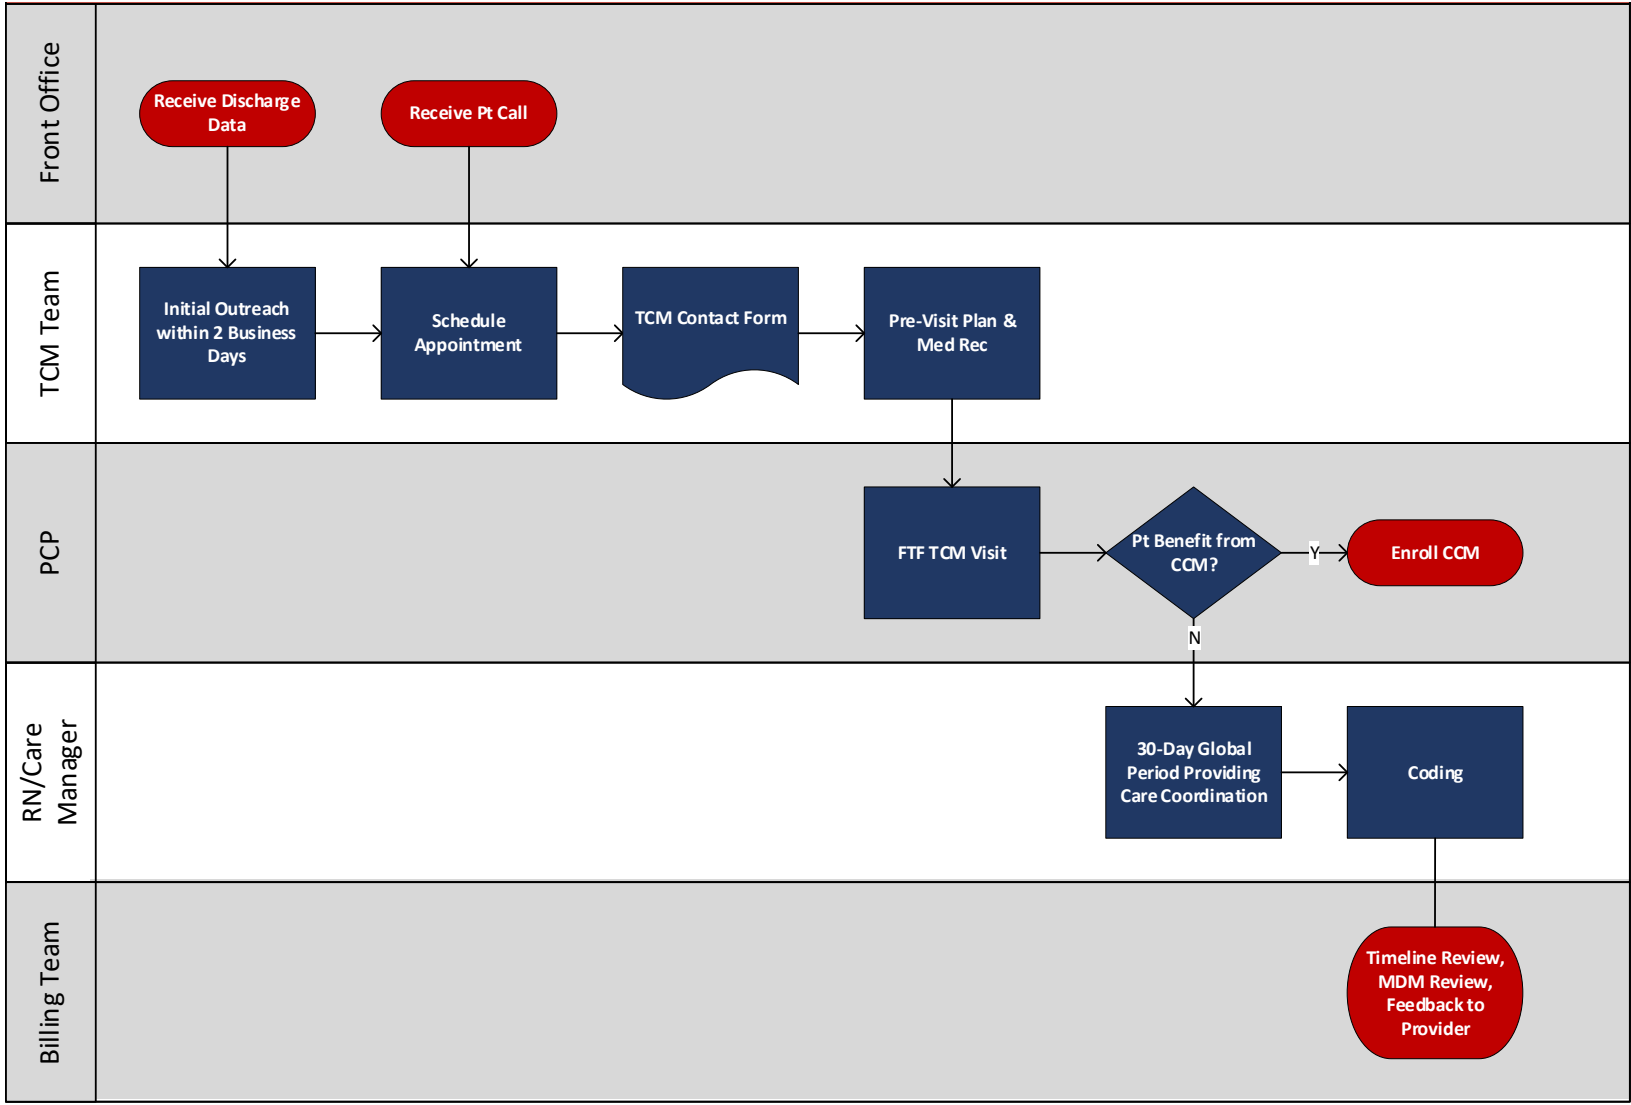 Front Office
Receive Discharge
Data
Receive Pt Call
TCM Team
Initial Outreach
within 2 Business
Days
Schedule
Appointment
TCM Contact Form
Pre-Visit Plan &
Med Rec
PCP
FTF TCM Visit
Pt Benefit from
CCM?
Y
Enroll CCM
N
RN/Care
Manager
30-Day Global
Period Providing
Care Coordination
Coding
Billing Team
Timeline Review,
MDM Review,
Feedback to
Provider